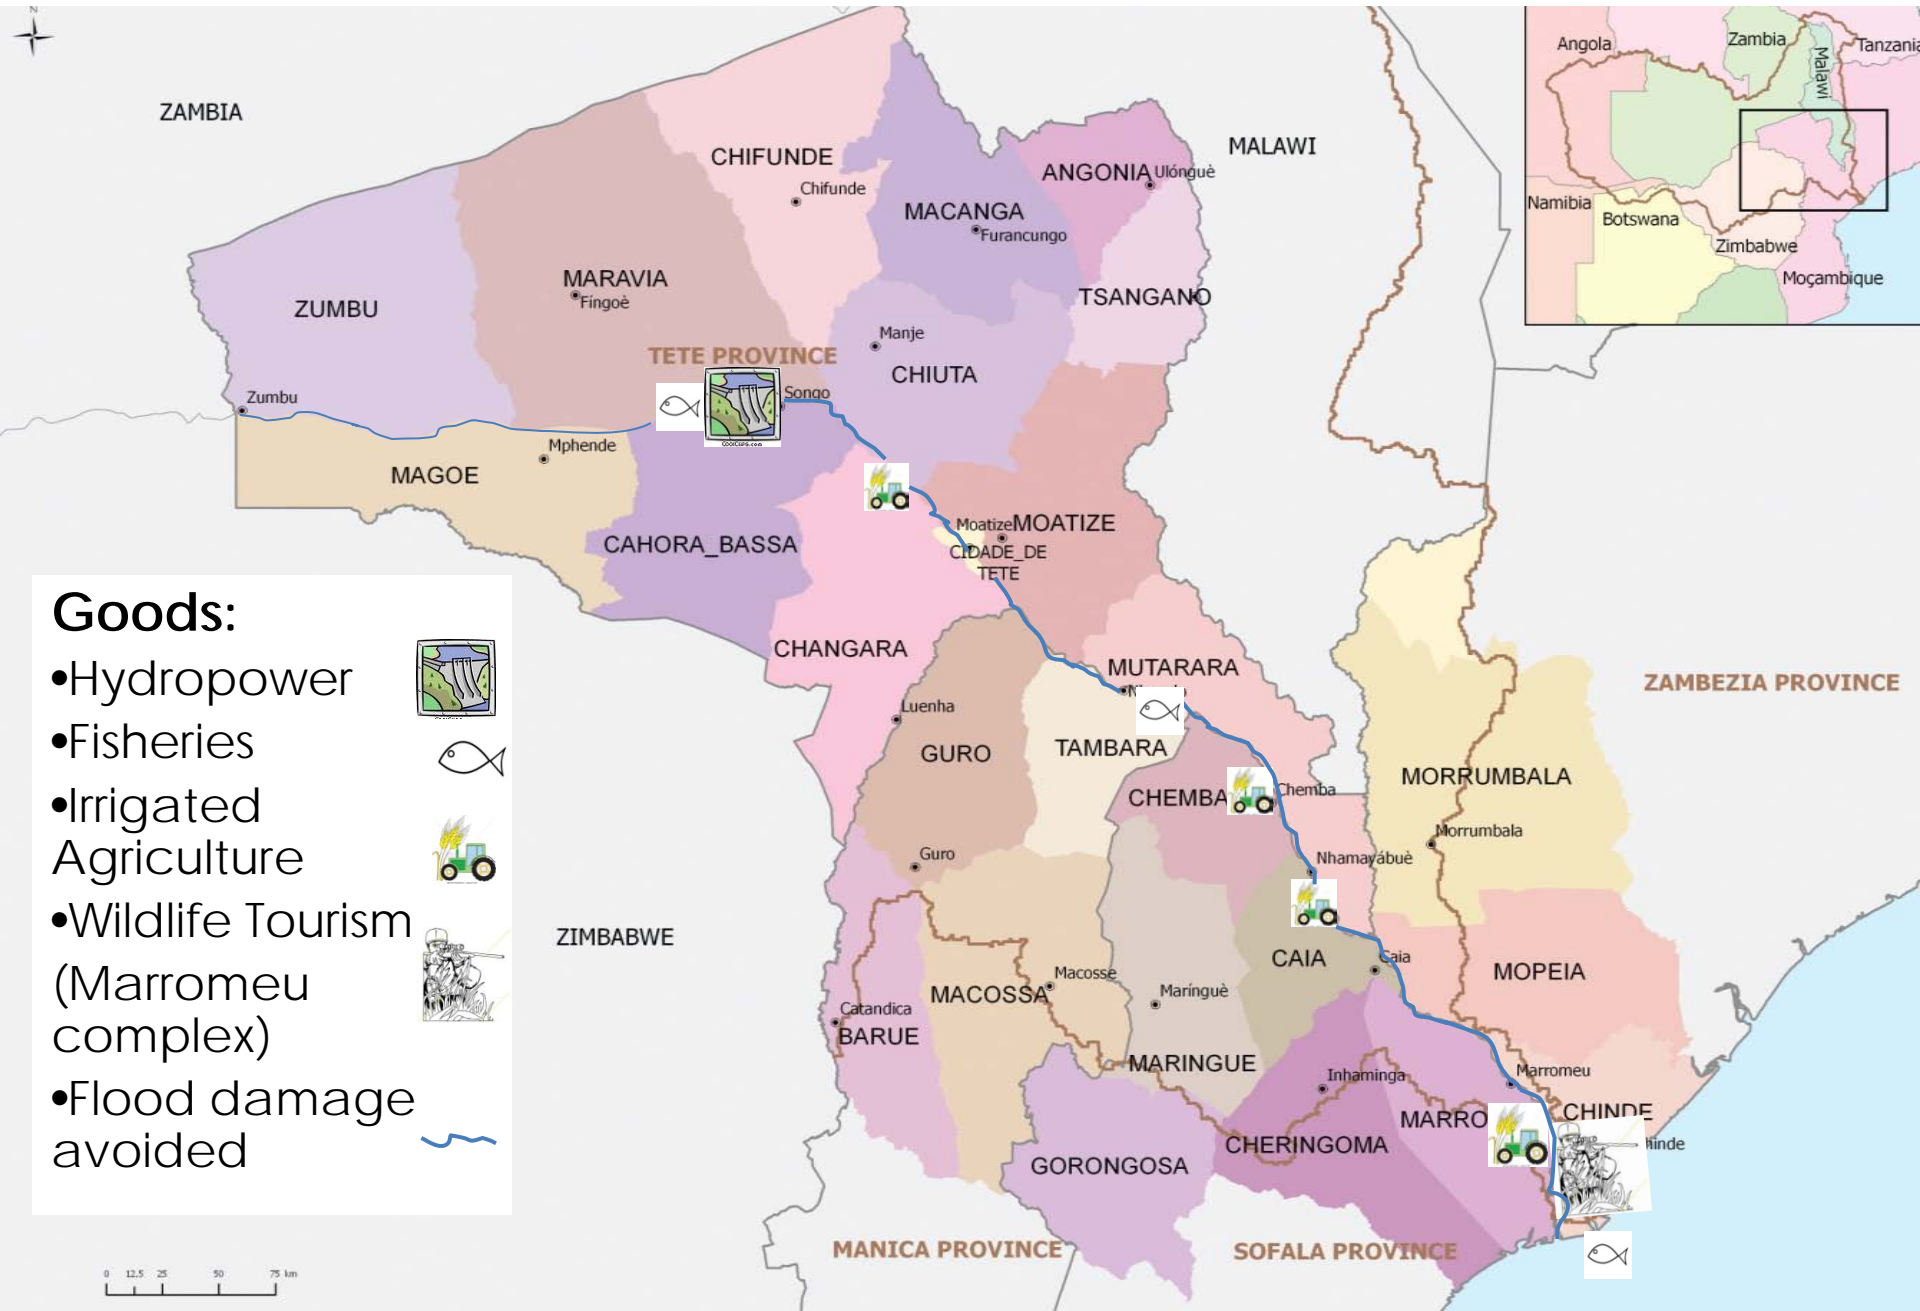 N
ZAMBIA
MALAWI
ZIMBABWE
TETE PROVINCE
ZAMBEZIA PROVINCE
MANICA PROVINCE
SOFALA PROVINCE
CHIFUNDE
Chifunde
ANGONIA
Ulónguè
MACANGA
Furancungo
MARAVIA
Fíngoè
TSANGANO
ZUMBU
Manje
CHIUTA
Zumbu
Songo
Mphende
MAGOE
CAHORA_BASSA
Moatize
MOATIZE
CIDADE_DE
TETE
CHANGARA
MUTARARA
Luenha
GURO
TAMBARA
CHEMBA
Chemba
MORRUMBALA
Morrumbala
Guro
Nhamayábuè
CAIA
Caia
MOPEIA
Macosse
MACOSSA
Marínguè
Catandica
BARUE
MARINGUE
Inhaminga
Marromeu
MARRO
CHINDE
hinde
CHERINGOMA
GORONGOSA
Angola
Zambia
Malawi
Tanzania
Namibia
Botswana
Zimbabwe
Moçambique
Goods:
•Hydropower
•Fisheries
•Irrigated
Agriculture
•Wildlife Tourism
(Marromeu
complex)
•Flood damage
avoided
0 12.5 25 50 75 km